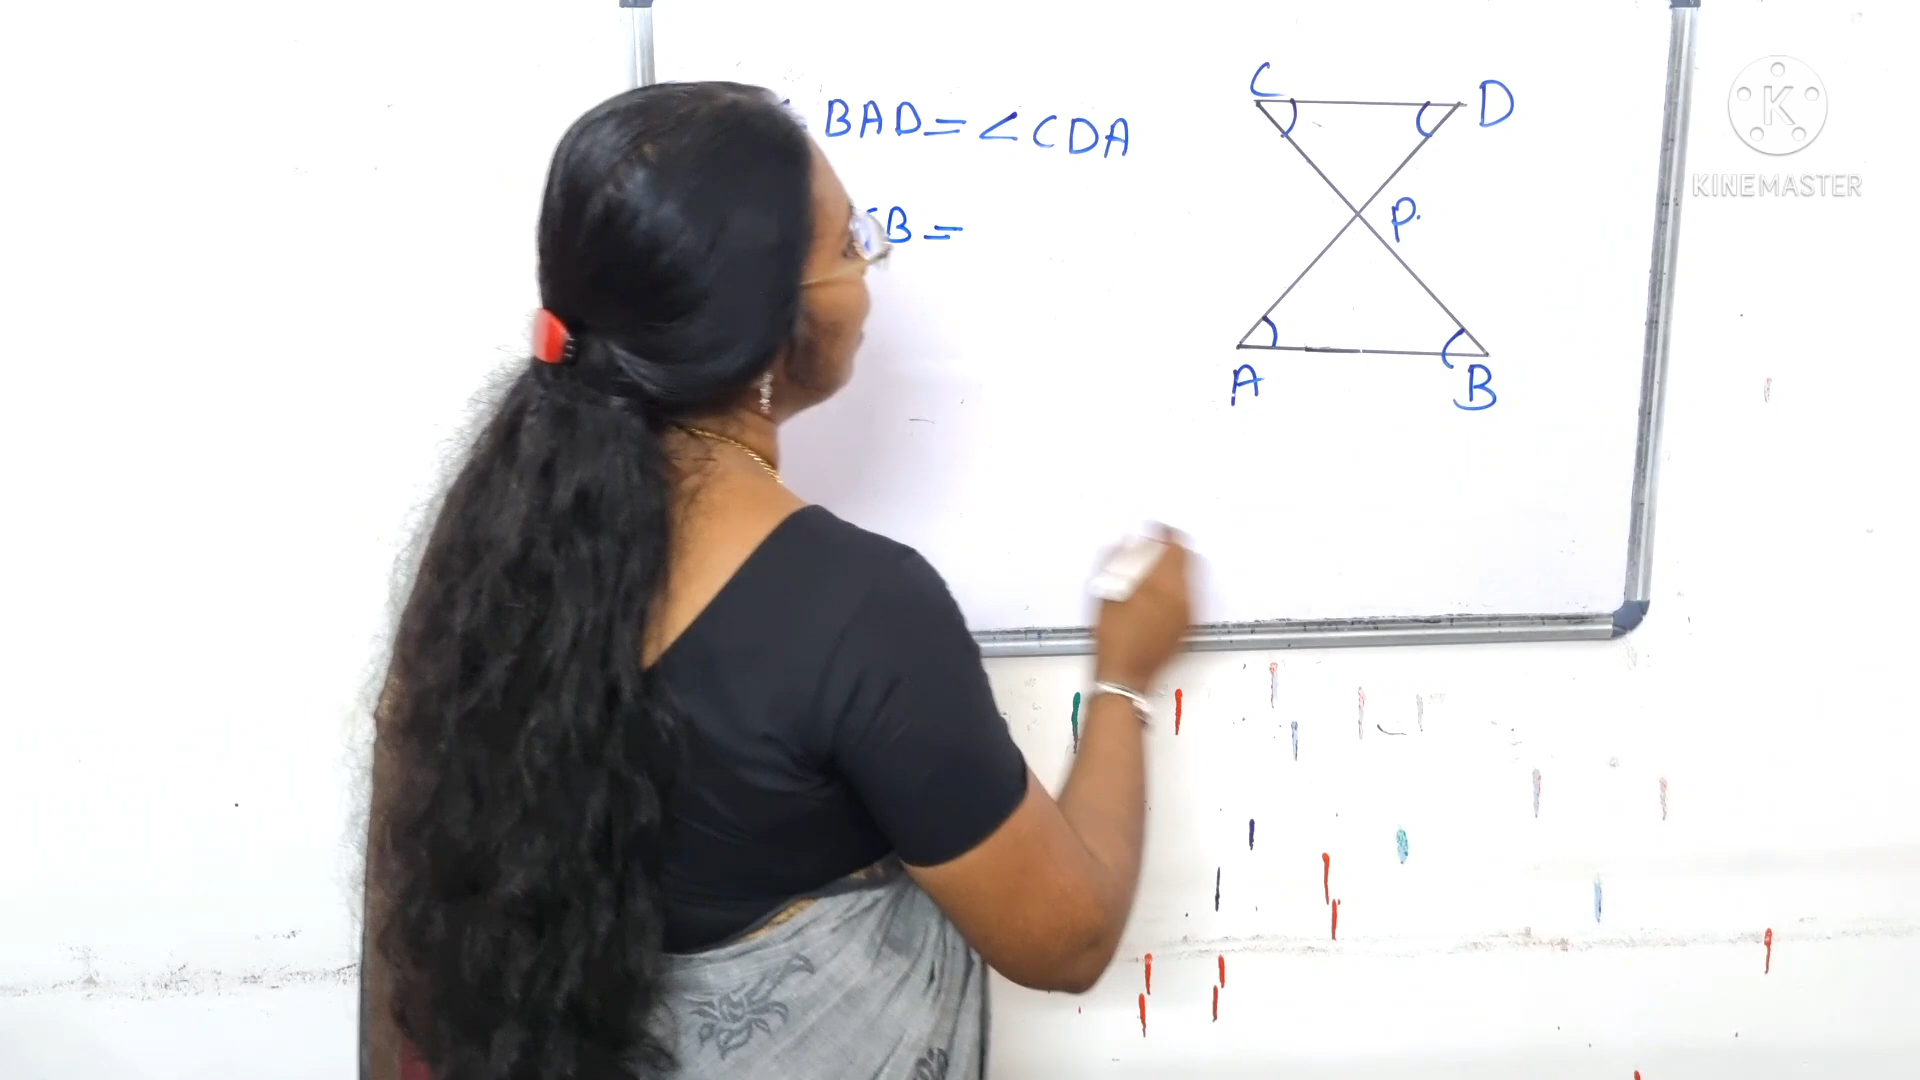 BAD = ∠CDA
B =
C
D
P.
A
B
K
KINEMASTER